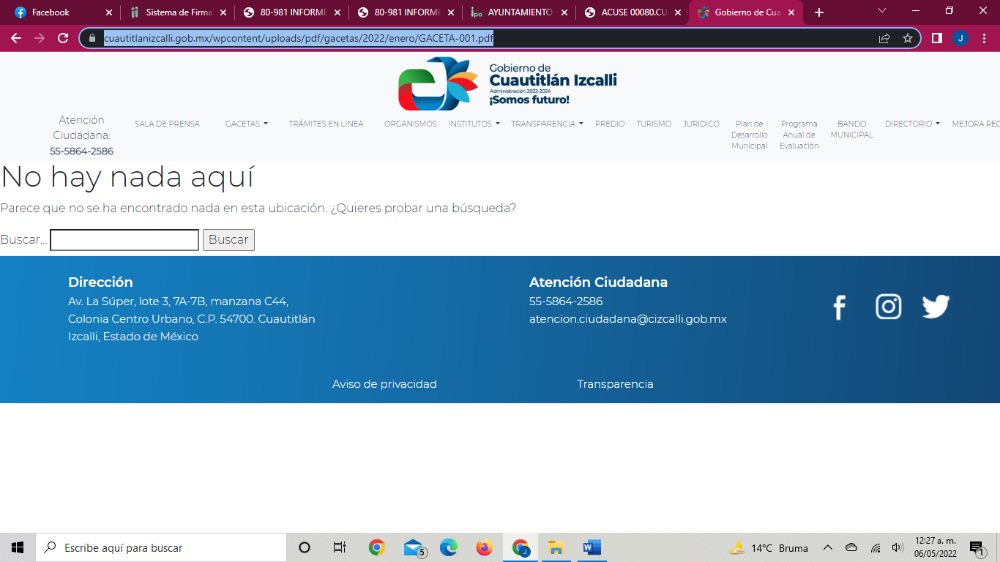 Facebook
Sistema de Firma
80-981 INFORME
80-981 INFORME
AYUNTAMIENTO
ACUSE 00080.CU
Gobierno de Cua
cuautitlanizcalli.gob.mx/wpcontent/uploads/pdf/gacetas/2022/enero/GACETA-001.pdf
J
Gobierno de
Cuautitlán Izcalli
Administración 2022-2024
¡Somos futuro!
Atención
Ciudadana:
55-5864-2586
SALA DE PRENSA
GACETAS
TRÁMITES EN LINEA
ORGANISMOS
INSTITUTOS
TRANSPARENCIA
PREDIO
TURISMO
JURIDICO
Plan de
Desarrollo
Municipal
Programa
Anual de
Evaluación
BANDO
MUNICIPAL
DIRECTORIO
MEJORA REG
No hay nada aquí
Parece que no se ha encontrado nada en esta ubicación. ¿Quieres probar una búsqueda?
Buscar... Buscar
Dirección
Av. La Súper, lote 3, 7A-7B, manzana C44,
Colonia Centro Urbano, C.P. 54700. Cuautitlán
Izcalli, Estado de México
Atención Ciudadana
55-5864-2586
atencion.ciudadana@cizcalli.gob.mx
Aviso de privacidad
Transparencia
Escribe aquí para buscar
5
J
14°C Bruma
12:27 a. m.
06/05/2022
1